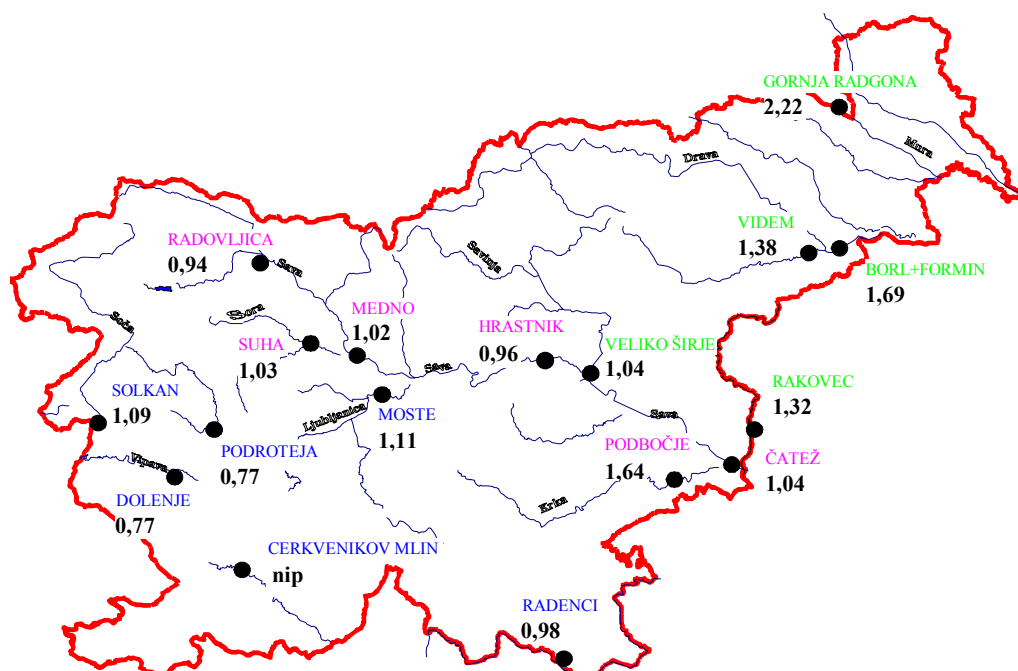 GORNJA RADGONA
2,22
Mura
Drava
VIDEM
1,38
BORL+FORMIN
1,69
RADOVLJICA
0,94
Sava
Savinja
MEDNO
1,02
Sora
SUHA
1,03
HRASTNIK
0,96
VELIKO ŠIRJE
1,04
Soča
Sava
RAKOVEC
1,32
SOLKAN
1,09
Ljubljanica
MOSTE
1,11
Sava
PODROTEJA
0,77
PODBOČJE
1,64
ČATEŽ
1,04
Vipava
DOLENJE
0,77
Krka
CERKVENIKOV MLIN
nip
RADENCI
0,98